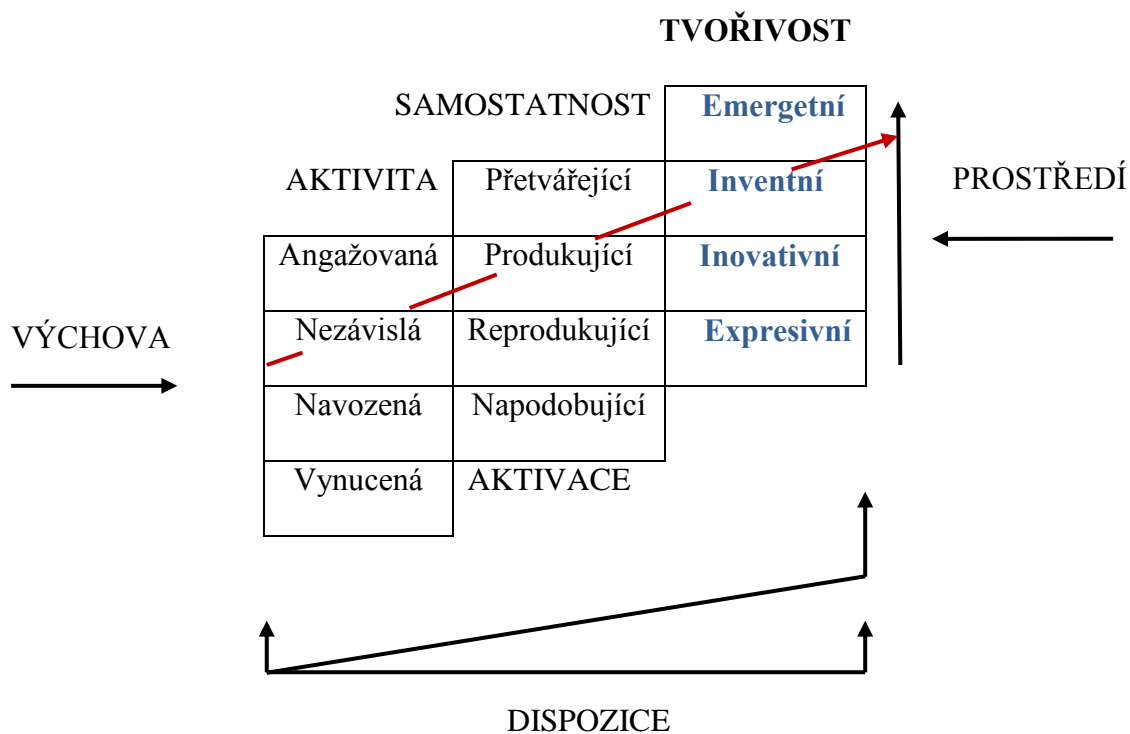 TVOŘIVOST
SAMOSTATNOST Emergetní
AKTIVITA Přetvářející Inventní PROSTŘEDÍ
Angažovaná Produkující Inovativní
VÝCHOVA Nezávislá Reprodukující Expresivní
Navozená Napodobující
Vynucená AKTIVACE
DISPOZICE